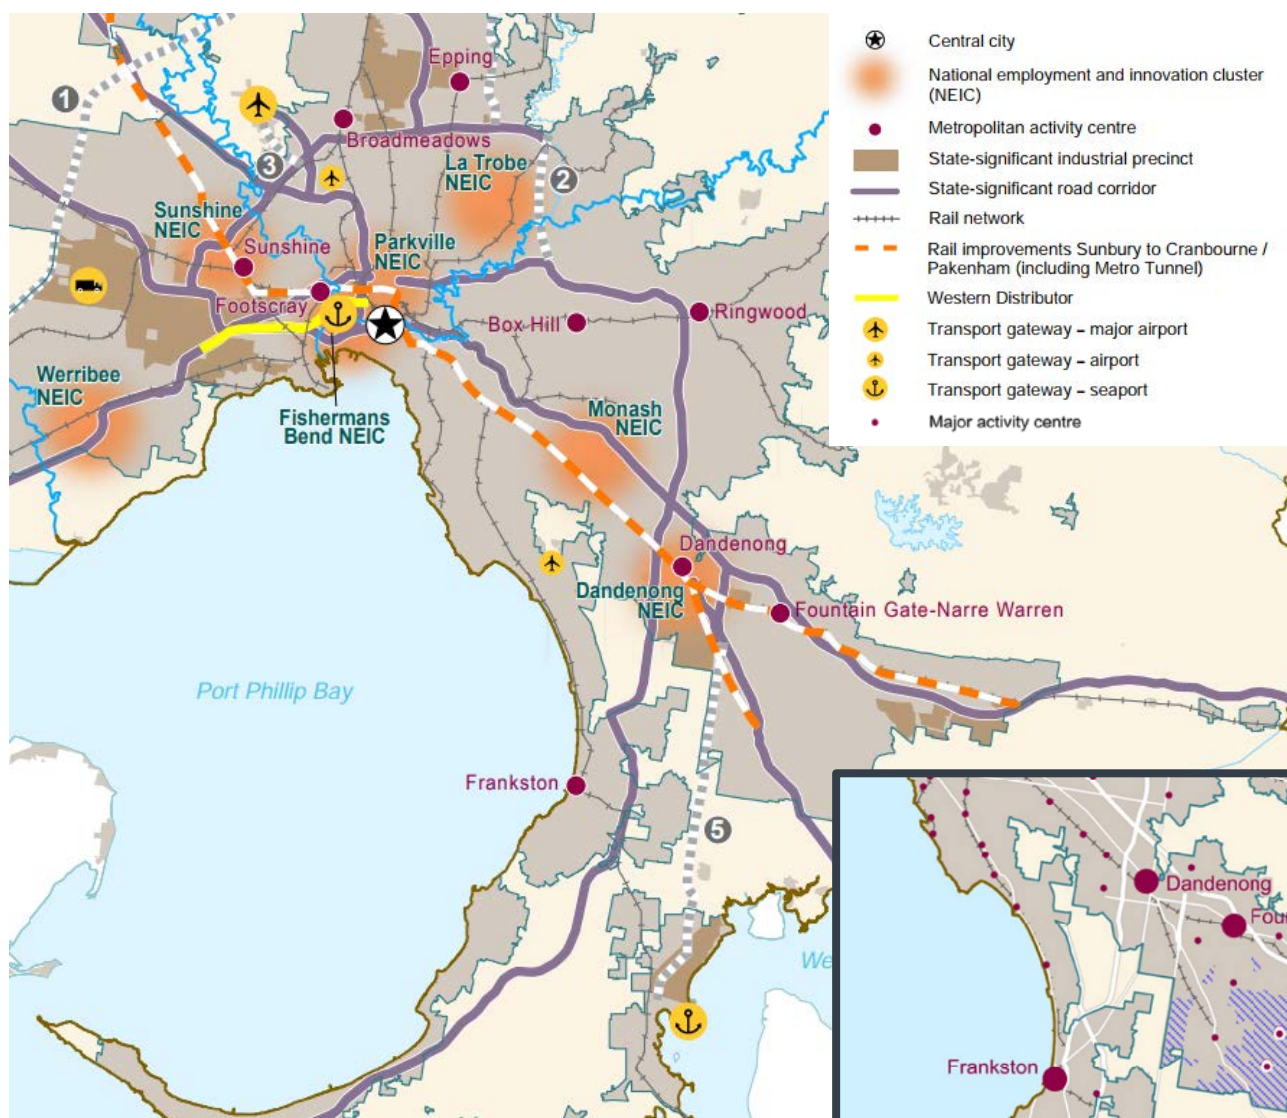 Central city
National employment and innovation cluster
(NEIC)
Metropolitan activity centre
State-significant industrial precinct
State-significant road corridor
Rail network
Rail improvements Sunbury to Cranbourne /
Pakenham (including Metro Tunnel)
Western Distributor
Transport gateway – major airport
Transport gateway – airport
Transport gateway – seaport
Major activity centre
Epping
1
Broadmeadows
3
La Trobe
NEIC
2
Sunshine
NEIC
Sunshine
Parkville
NEIC
Footscray
Box Hill
Ringwood
Werribee
NEIC
Fishermans
Bend NEIC
Monash
NEIC
Dandenong
Dandenong
NEIC
Fountain Gate-Narre Warren
Port Phillip Bay
Frankston
5
We
Dandenong
Fou
Frankston